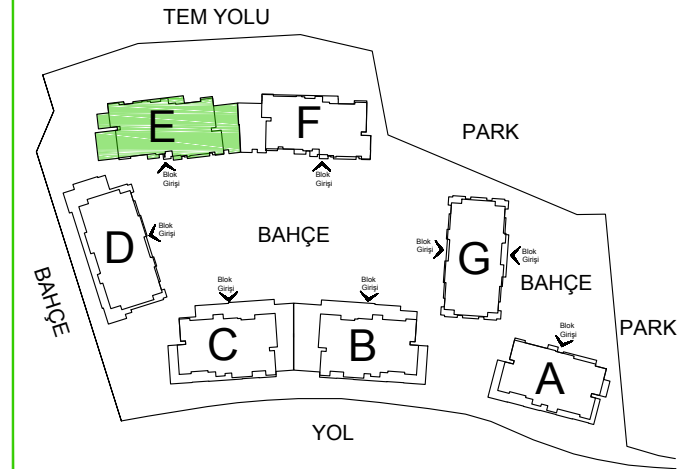 TEM YOLU
E
F
PARK
Blok
Girişi
Blok
Girişi
D
Blok
Girişi
BAHÇE
Blok
Girişi
G
Blok
Girişi
BAHÇE
BAHÇE
Blok
Girişi
Blok
Girişi
C
B
Blok
Girişi
PARK
A
YOL